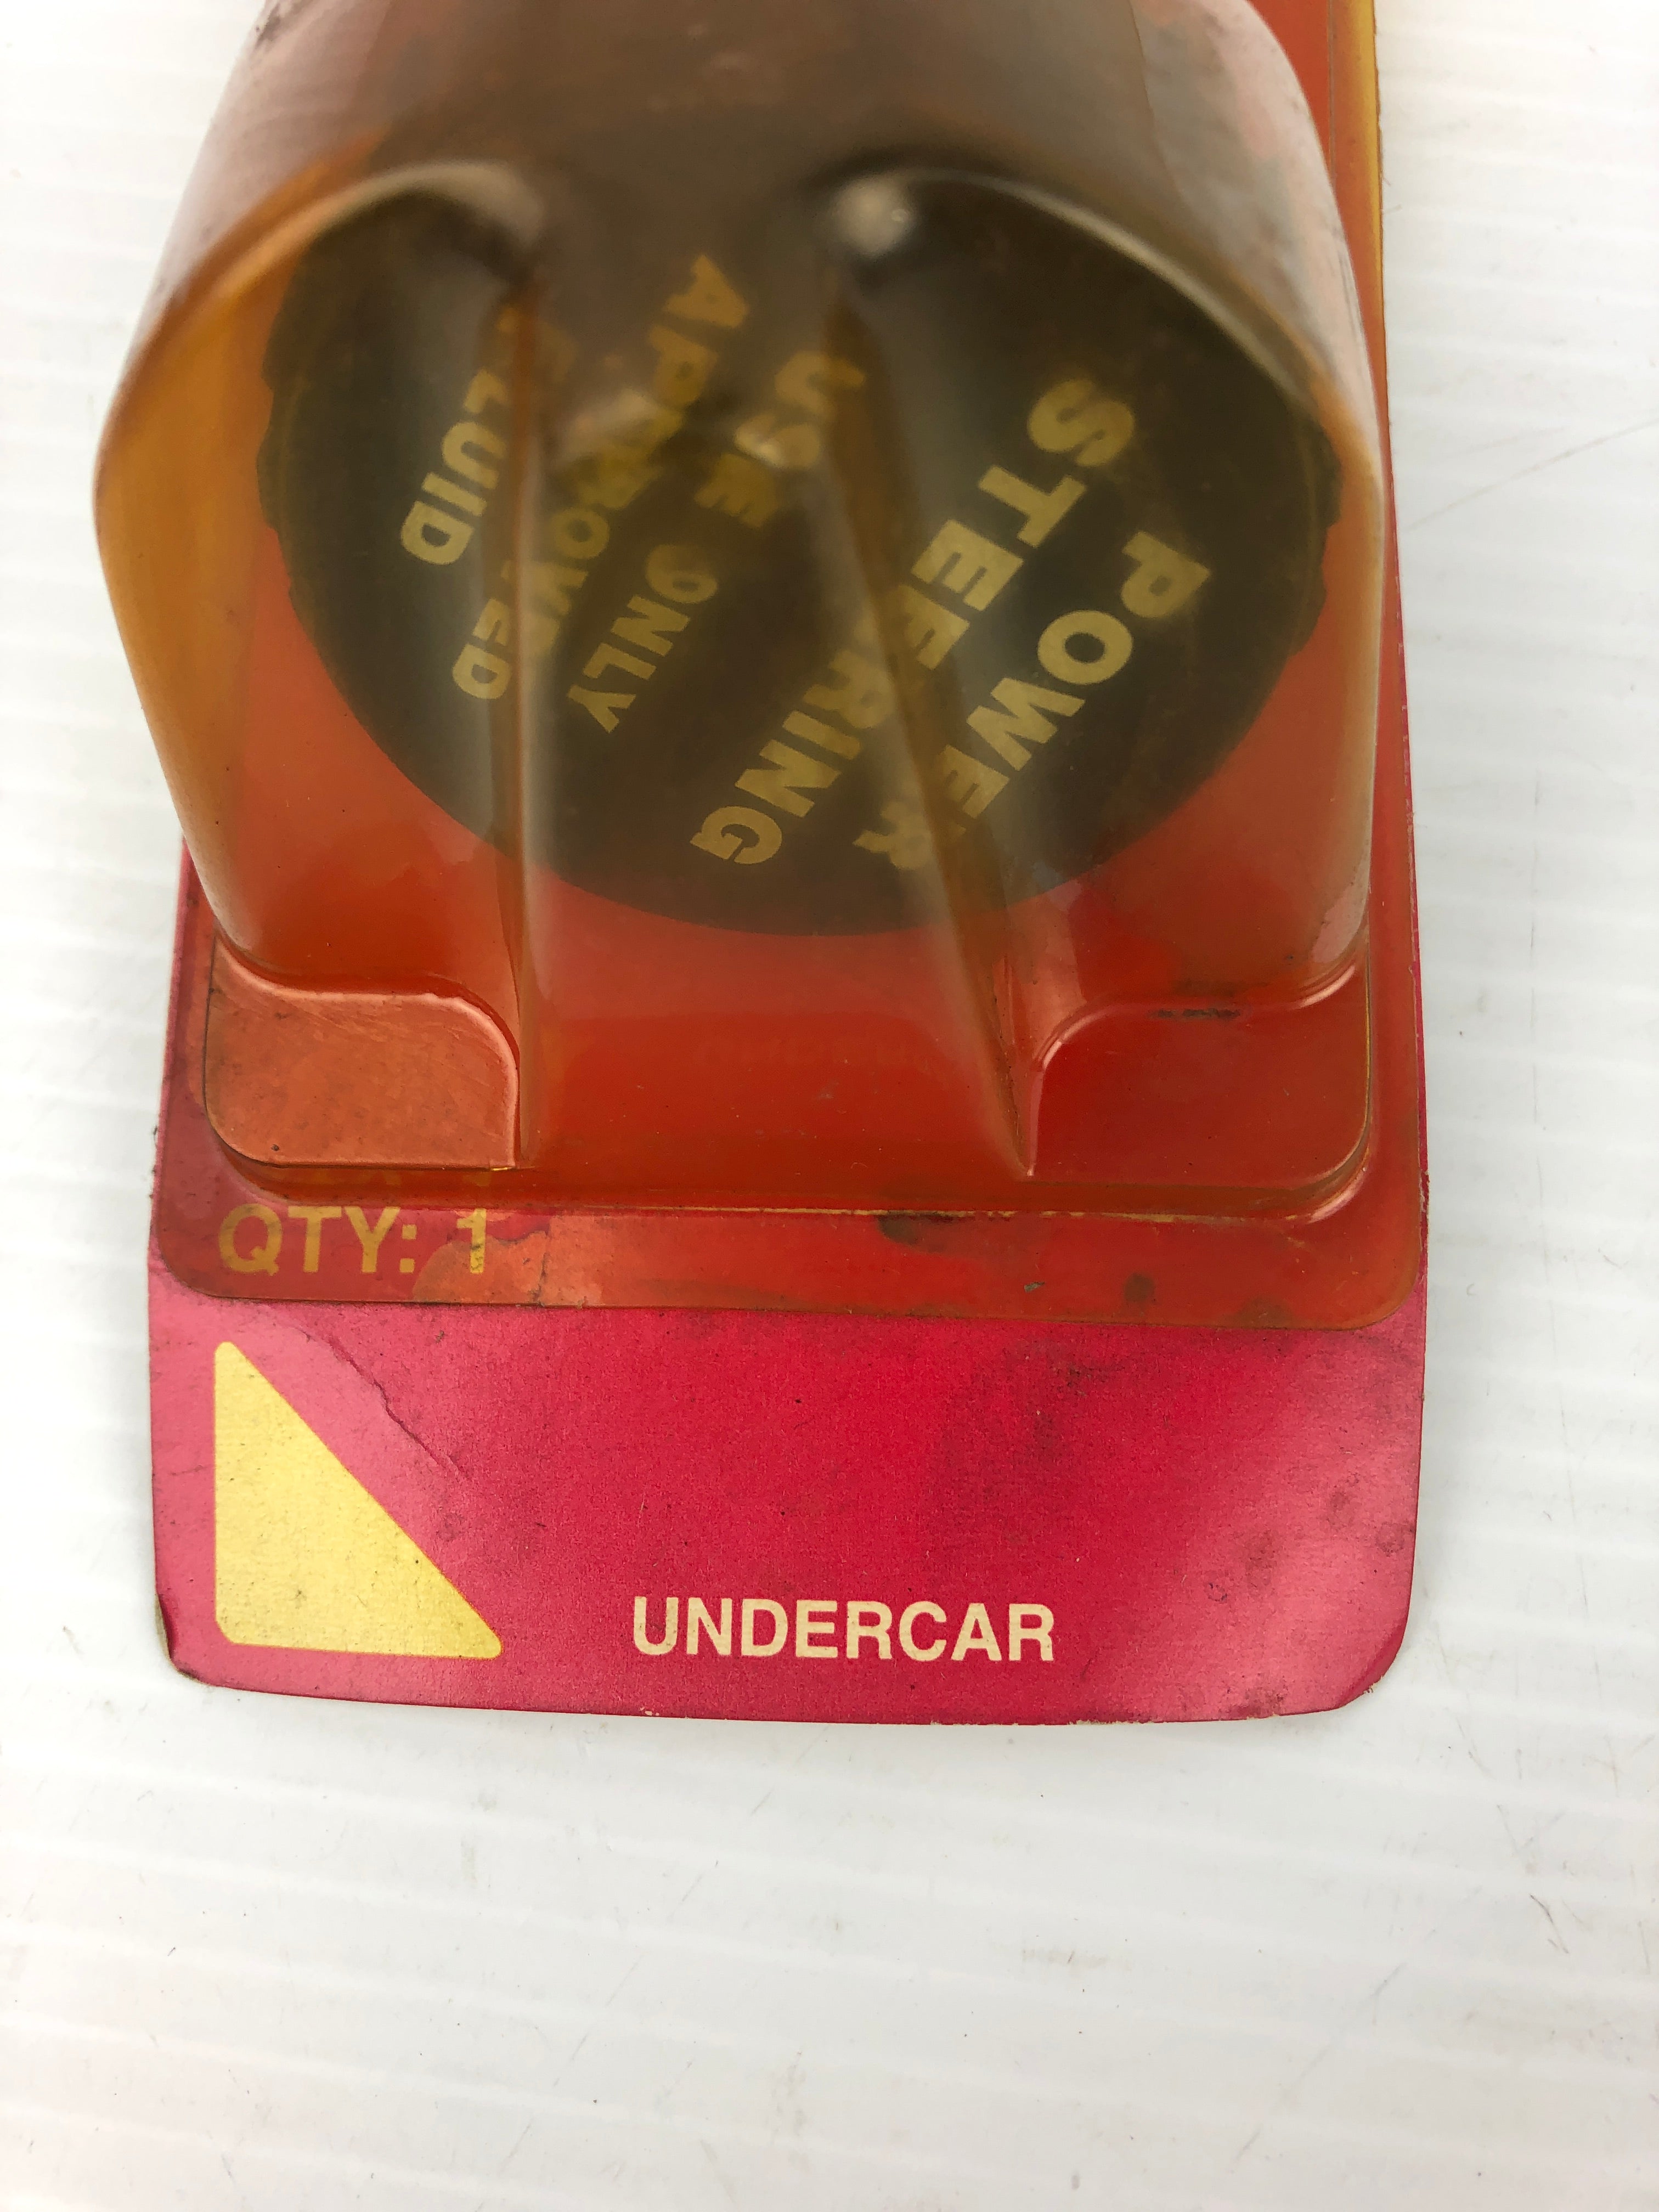 POWER
STEERING
USE ONLY
APPROVED
FLUID
QTY: 1
UNDERCAR